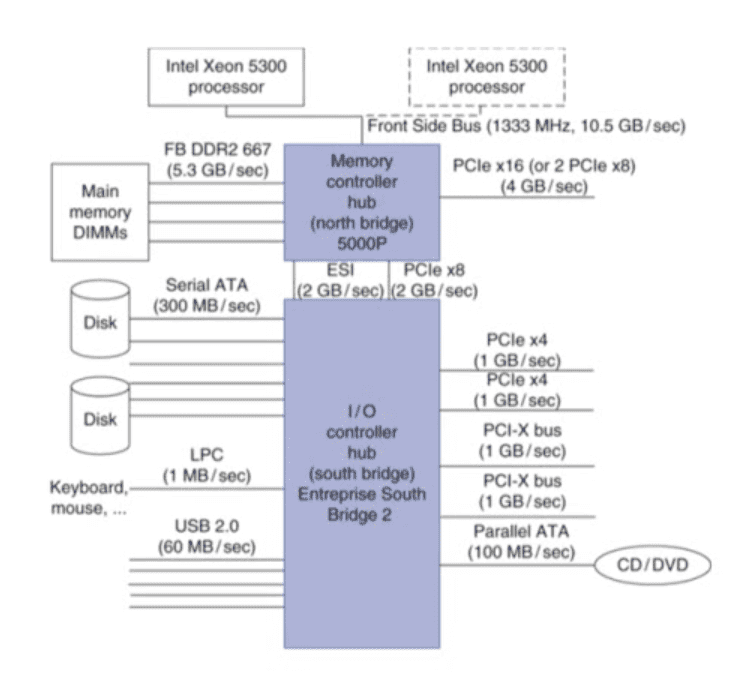 Intel Xeon 5300
processor
Intel Xeon 5300
processor
Front Side Bus (1333 MHz, 10.5 GB/sec)
FB DDR2 667
(5.3 GB/sec)
Main
memory
DIMMs
Memory
controller
hub
(north bridge)
5000P
PCIe x16 (or 2 PCIe x8)
(4 GB/sec)
ESI
(2 GB/sec)
PCIe x8
(2 GB/sec)
Serial ATA
(300 MB/sec)
Disk
Disk
LPC
(1 MB/sec)
Keyboard,
mouse, ...
USB 2.0
(60 MB/sec)
I/O
controller
hub
(south bridge)
Entreprise South
Bridge 2
PCIe x4
(1 GB/sec)
PCIe x4
(1 GB/sec)
PCI-X bus
(1 GB/sec)
PCI-X bus
(1 GB/sec)
Parallel ATA
(100 MB/sec)
CD/DVD